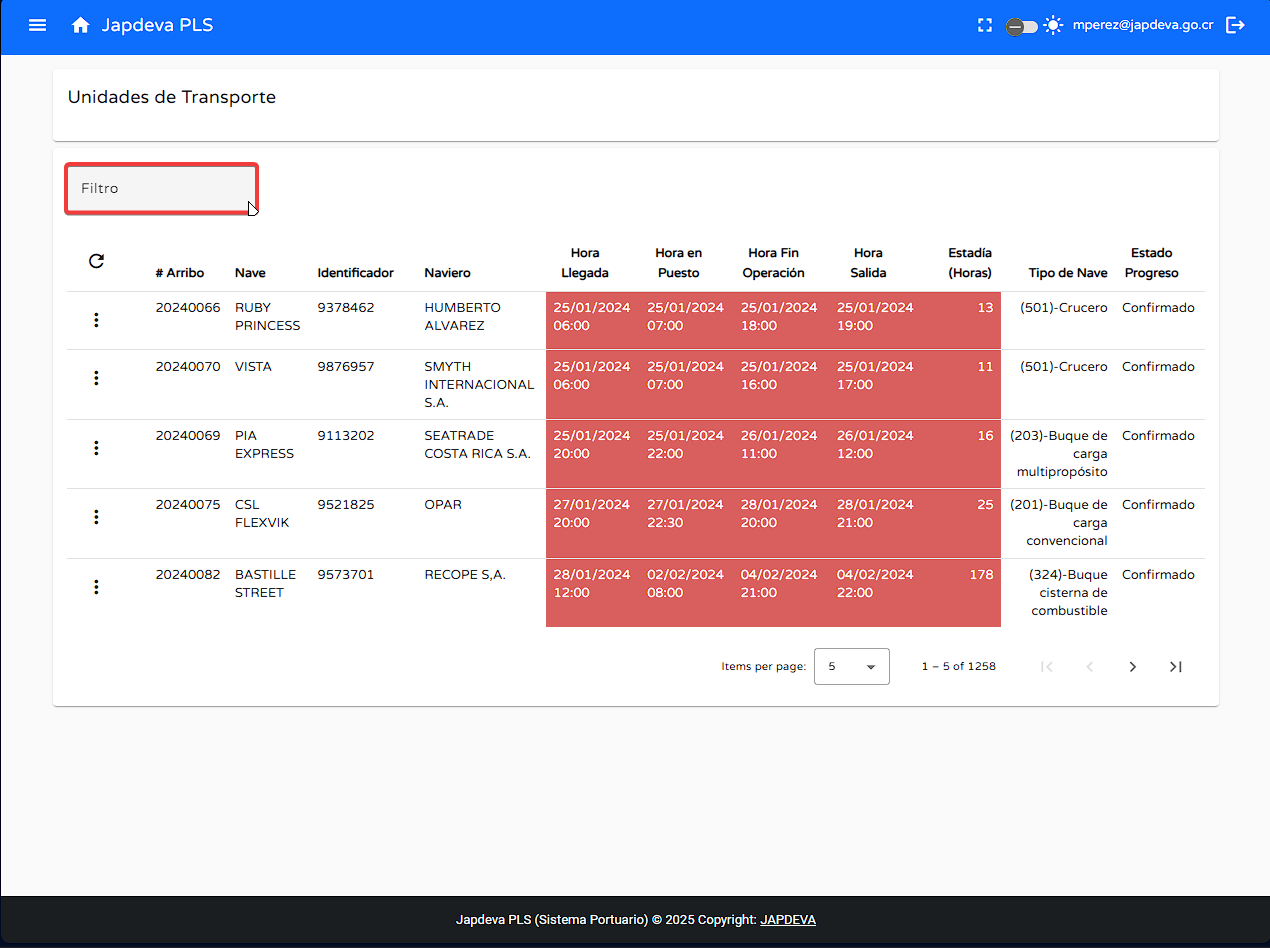 Japdeva PLS
mperez@japdeva.go.cr
Unidades de Transporte
Filtro
# Arribo Nave Identificador Naviero Hora Llegada Hora en Puesto Hora Fin Operación Hora Salida Estadía (Horas) Tipo de Nave Estado Progreso
20240066 RUBY 9378462 HUMBERTO 25/01/2024 25/01/2024 25/01/2024 25/01/2024 13 (501)-Crucero Confirmado
PRINCESS ALVAREZ 06:00 07:00 18:00 19:00
20240070 VISTA 9876957 SMYTH 25/01/2024 25/01/2024 25/01/2024 25/01/2024 11 (501)-Crucero Confirmado
INTERNACIONAL 06:00 07:00 16:00 17:00
S.A.
20240069 PIA 9113202 SEATRADE 25/01/2024 25/01/2024 26/01/2024 26/01/2024 16 (203)-Buque de Confirmado
EXPRESS COSTA RICA S.A. 20:00 22:00 11:00 12:00 carga
multipropósito
20240075 CSL 9521825 OPAR 27/01/2024 27/01/2024 28/01/2024 28/01/2024 25 (201)-Buque de Confirmado
FLEXVIK 20:00 22:30 20:00 21:00 carga
convencional
20240082 BASTILLE 9573701 RECOPE S,A. 28/01/2024 02/02/2024 04/02/2024 04/02/2024 178 (324)-Buque Confirmado
STREET 12:00 08:00 21:00 22:00 cisterna de
combustible
Items per page: 5 1 – 5 of 1258
Japdeva PLS (Sistema Portuario) © 2025 Copyright: JAPDEVA